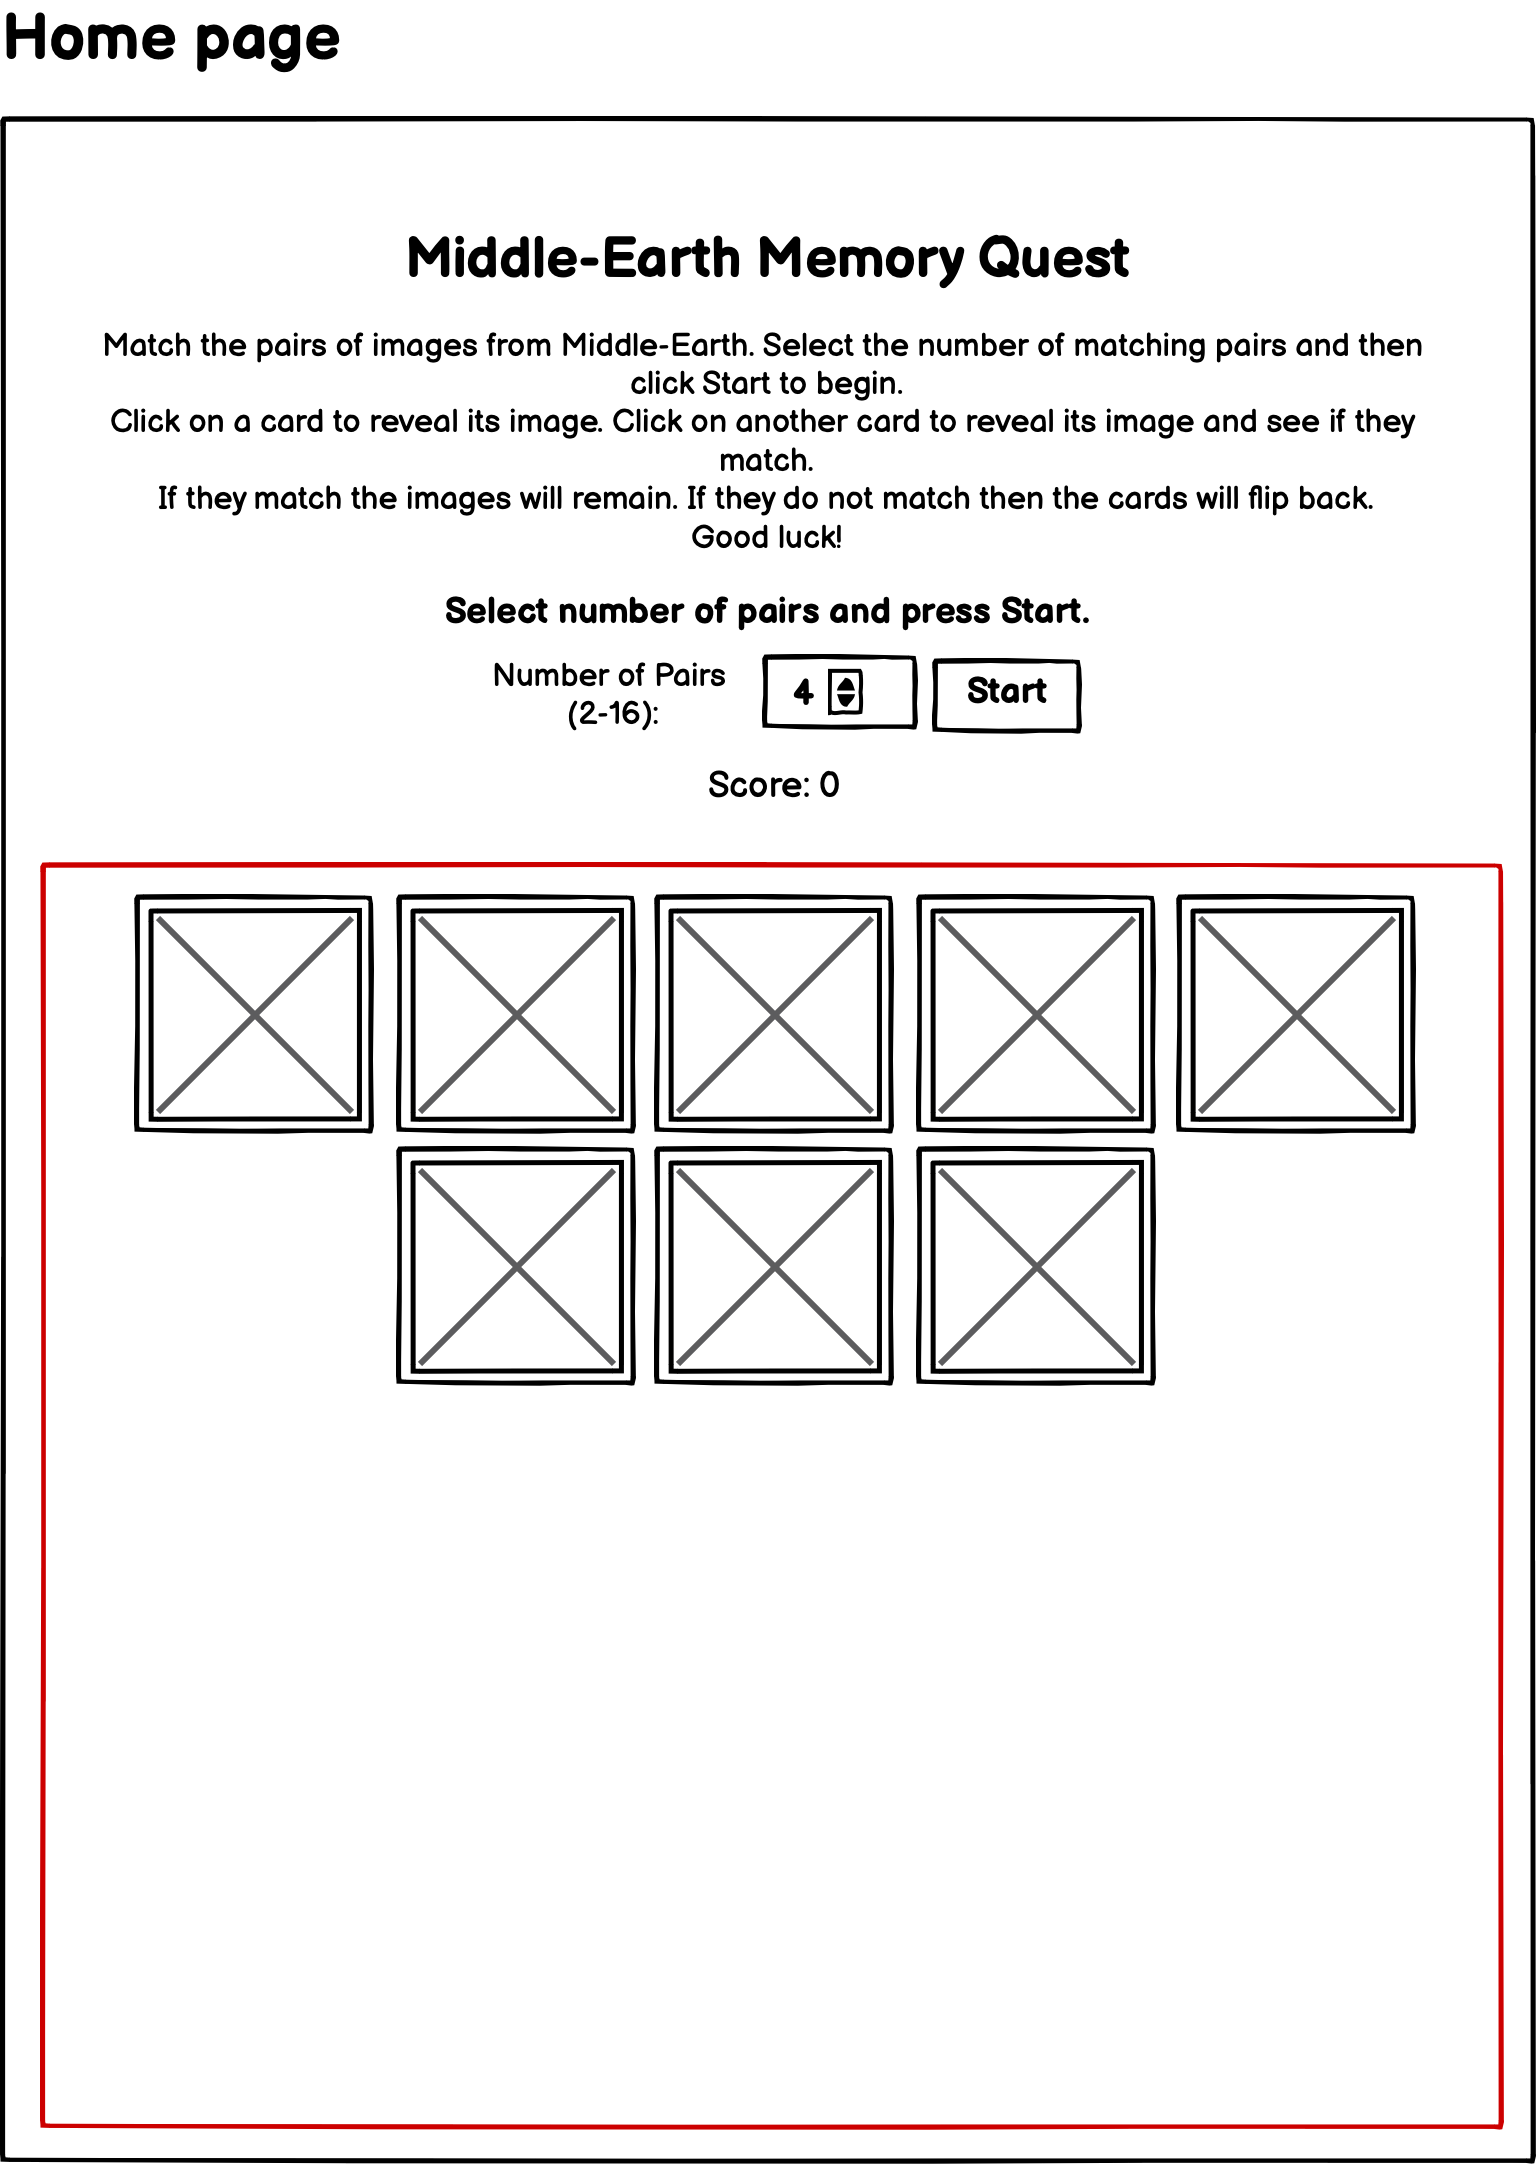 Home page
Middle-Earth Memory Quest
Match the pairs of images from Middle-Earth. Select the number of matching pairs and then
click Start to begin.
Click on a card to reveal its image. Click on another card to reveal its image and see if they
match.
If they match the images will remain. If they do not match then the cards will flip back.
Good luck!
Select number of pairs and press Start.
Number of Pairs
(2-16):
4
Start
Score: 0